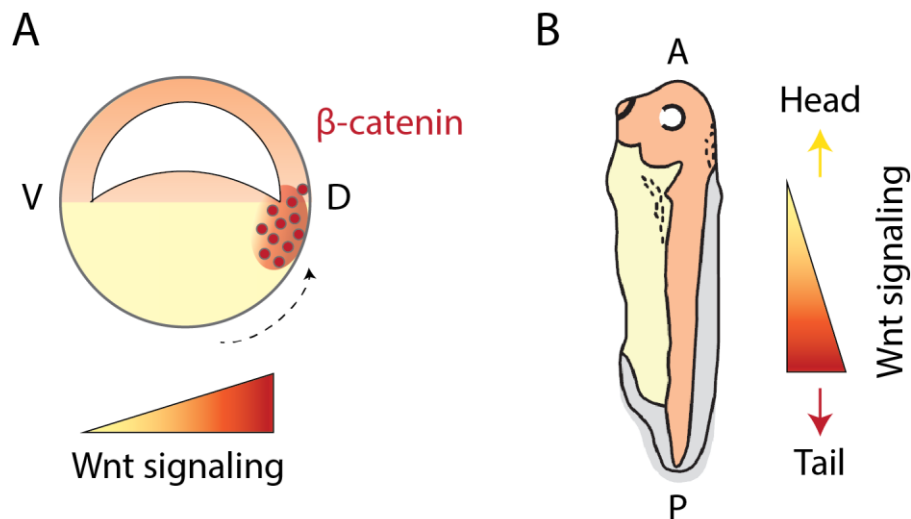 A
β-catenin
V
D
Wnt signaling
B
A
Head
Wnt signaling
Tail
P